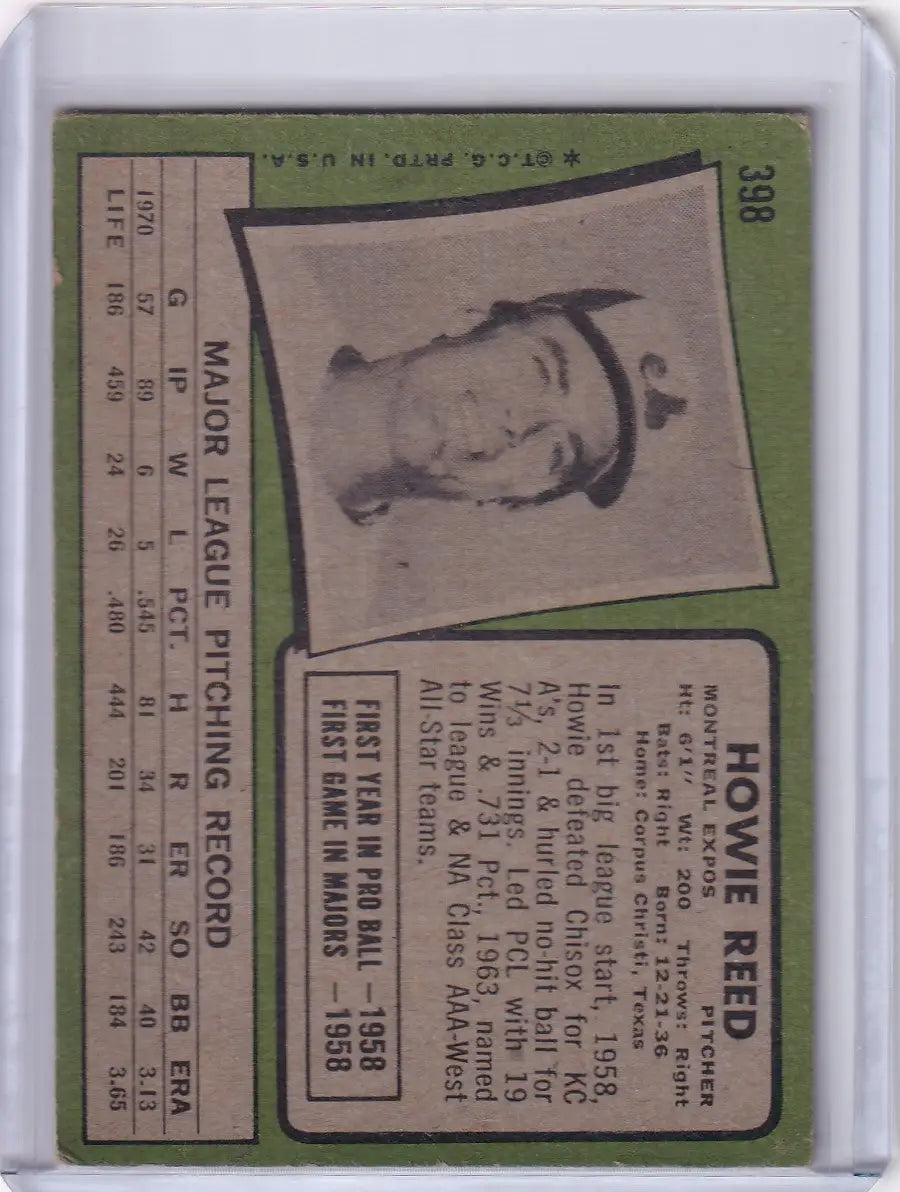 398
*©T.C.G. PRTD. IN U.S.A.
HOWIE REED
MONTREAL EXPOS PITCHER
Ht: 6'1" Wt: 200 Throws: Right
Bats: Right Born: 12-21-36
Home: Corpus Christi, Texas
In 1st big league start, 1958,
Howie defeated Chisox for KC
A's, 2-1 & hurled no-hit ball for
7⅓ innings. Led PCL with 19
Wins & .731 Pct., 1963, named
to league & NA Class AAA-West
All-Star teams.
FIRST YEAR IN PRO BALL —1958
FIRST GAME IN MAJORS —1958
MAJOR LEAGUE PITCHING RECORD
G IP W L PCT. H R ER SO BB ERA
1970 57 89 6 5 .545 81 34 31 42 40 3.13
LIFE 186 459 24 26 .480 444 201 186 243 184 3.65